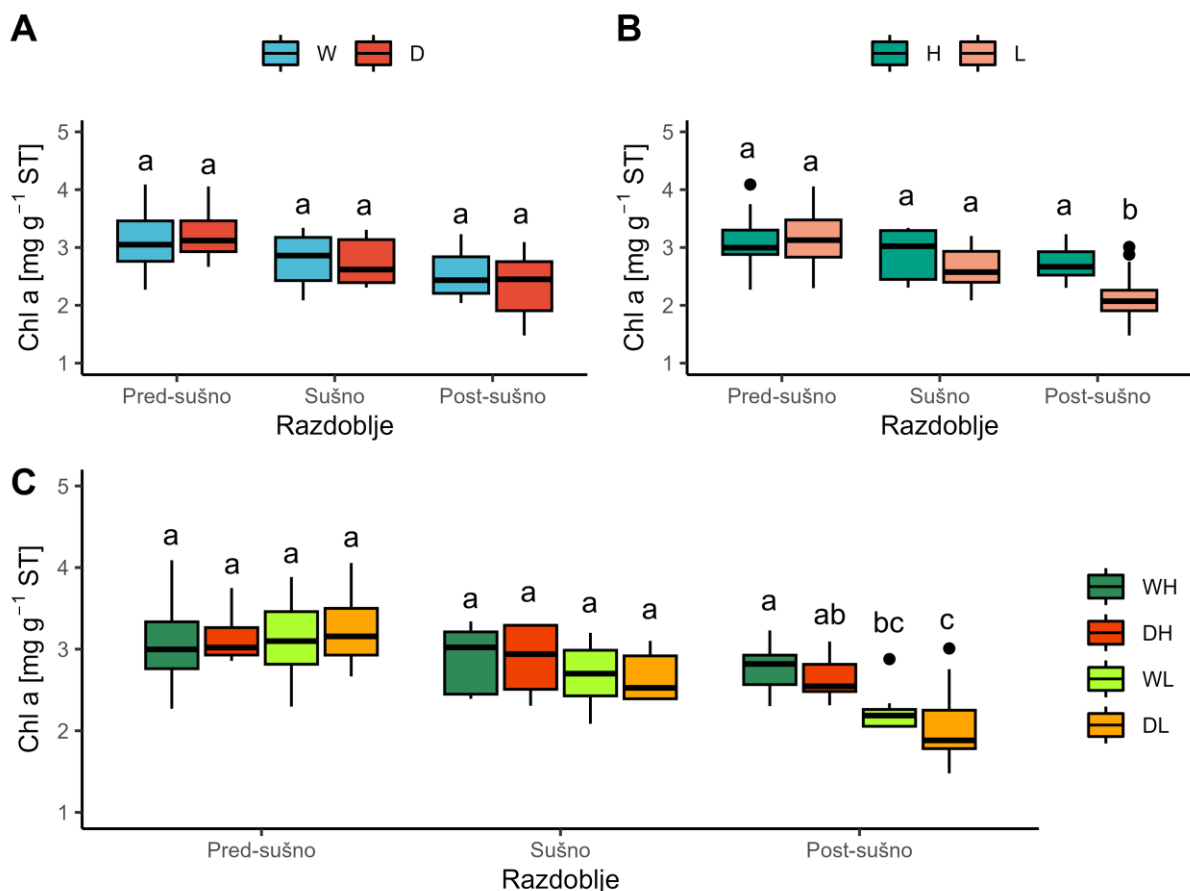 A
W D
B
H L
Chl a [mg g⁻¹ ST]
5
4
3
2
1
a a a a a a
Pred-sušno Sušno Post-sušno
Razdoblje
Chl a [mg g⁻¹ ST]
5
4
3
2
1
a a a a a b
Pred-sušno Sušno Post-sušno
Razdoblje
C
Chl a [mg g⁻¹ ST]
5
4
3
2
1
a a a a a a a a a ab bc c
Pred-sušno Sušno Post-sušno
Razdoblje
WH
DH
WL
DL